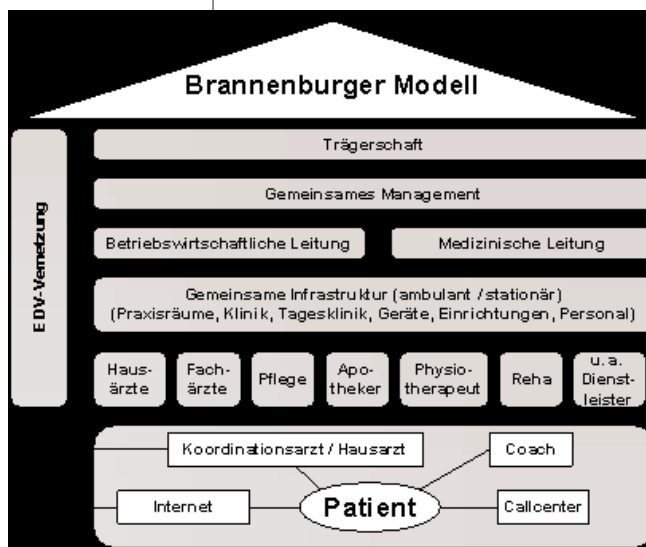 Brannenburger Modell
EDV-Vernetzung
Trägerschaft
Gemeinsames Management
Betriebswirtschaftliche Leitung
Medizinische Leitung
Gemeinsame Infrastruktur (ambulant / stationär)
(Praxisräume, Klinik, Tagesklinik, Geräte, Einrichtungen, Personal)
Haus-
ärzte
Fach-
ärzte
Pflege
Apo-
theker
Physio-
therapeut
Reha
u. a.
Dienst-
leister
Koordinationsarzt / Hausarzt
Coach
Internet
Patient
Callcenter